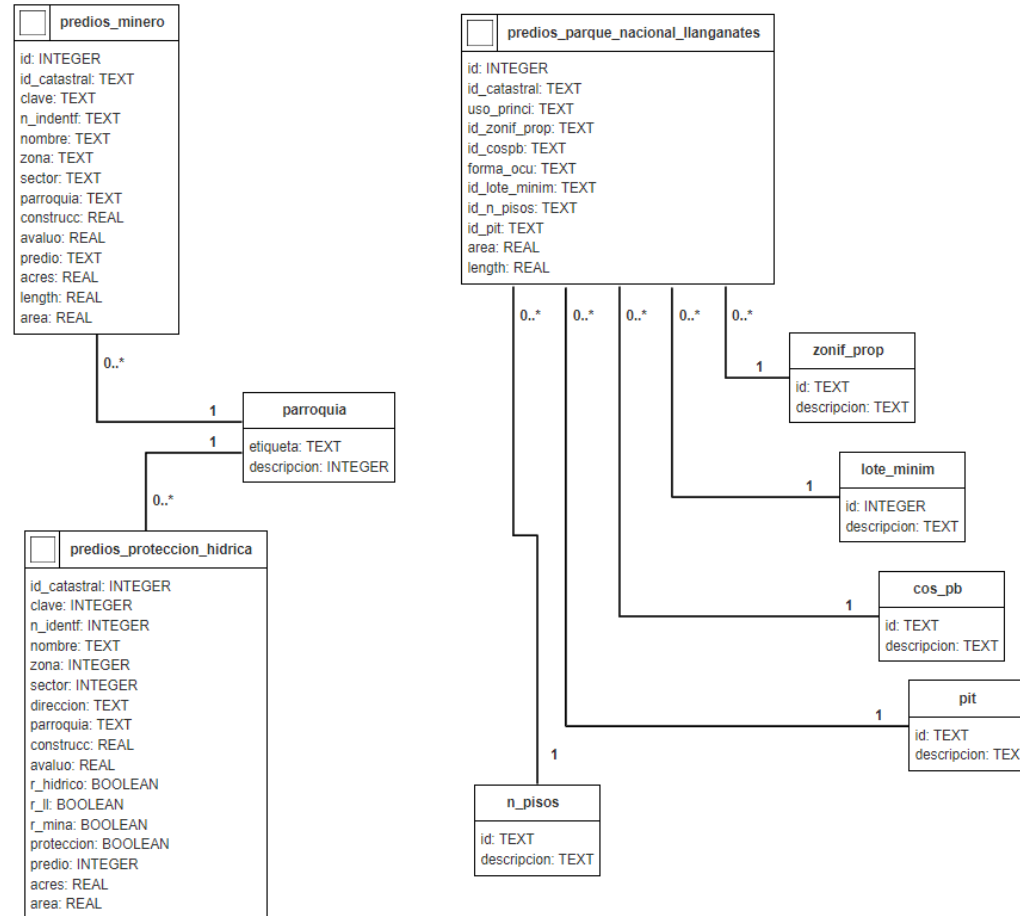 predios_minero
id: INTEGER
id_catastral: TEXT
clave: TEXT
n_indentf: TEXT
nombre: TEXT
zona: TEXT
sector: TEXT
parroquia: TEXT
construcc: REAL
avaluo: REAL
predio: TEXT
acres: REAL
length: REAL
area: REAL
0..*
1
parroquia
etiqueta: TEXT
descripcion: INTEGER
1
0..*
predios_proteccion_hidrica
id_catastral: INTEGER
clave: INTEGER
n_identf: INTEGER
nombre: TEXT
zona: INTEGER
sector: INTEGER
direccion: TEXT
parroquia: TEXT
construcc: REAL
avaluo: REAL
r_hidrico: BOOLEAN
r_ll: BOOLEAN
r_mina: BOOLEAN
proteccion: BOOLEAN
predio: INTEGER
acres: REAL
area: REAL
predios_parque_nacional_llanganates
id: INTEGER
id_catastral: TEXT
uso_princi: TEXT
id_zonif_prop: TEXT
id_cospb: TEXT
forma_ocu: TEXT
id_lote_minim: TEXT
id_n_pisos: TEXT
id_pit: TEXT
area: REAL
length: REAL
0..* 0..* 0..* 0..* 0..*
1
zonif_prop
id: TEXT
descripcion: TEXT
1
lote_minim
id: INTEGER
descripcion: TEXT
1
cos_pb
id: TEXT
descripcion: TEXT
1
pit
id: TEXT
descripcion: TEX
1
n_pisos
id: TEXT
descripcion: TEXT